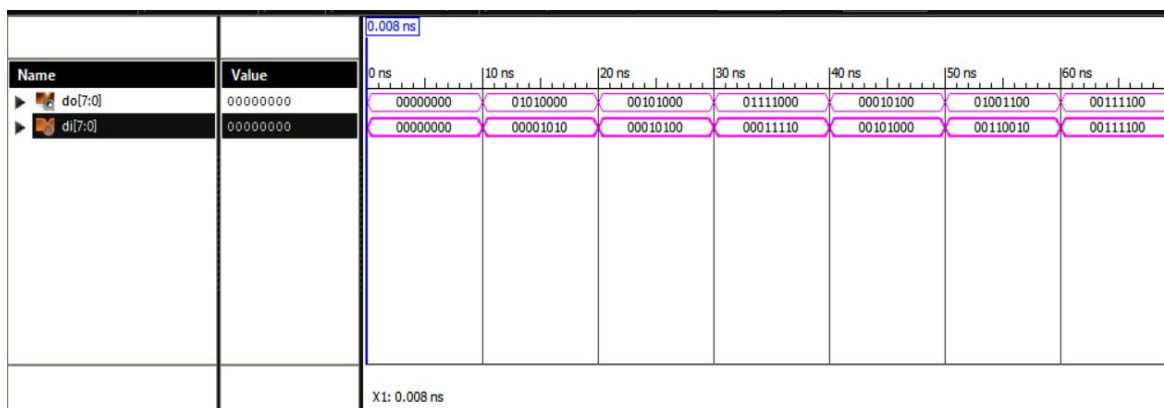 0.008 ns
Name Value 0 ns 10 ns 20 ns 30 ns 40 ns 50 ns 60 ns
do[7:0] 00000000 00000000 01010000 00101000 01111000 00010100 01001100 00111100
di[7:0] 00000000 00000000 00001010 00010100 00011110 00101000 00110010 00111100
X1: 0.008 ns